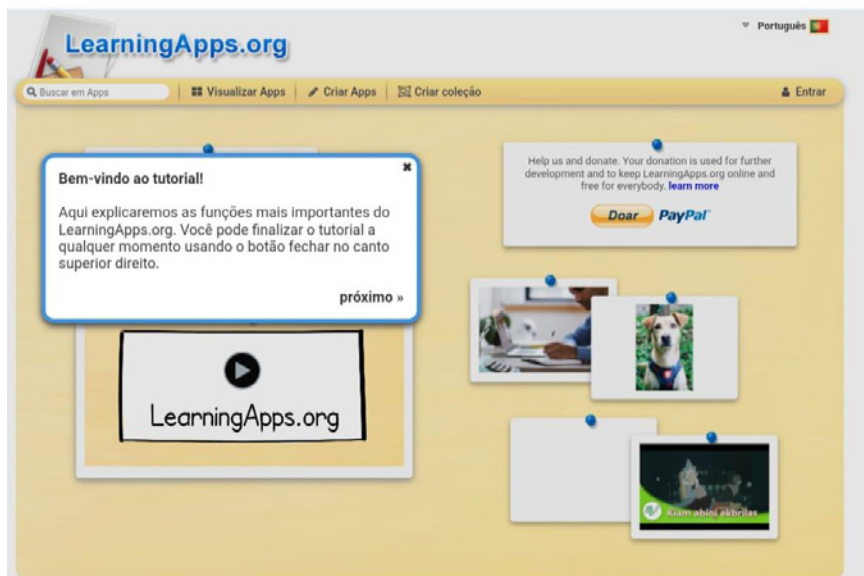 LearningApps.org
Português
Buscar em Apps
Visualizar Apps
Criar Apps
Criar coleção
Entrar
Bem-vindo ao tutorial!
Aqui explicaremos as funções mais importantes do
LearningApps.org. Você pode finalizar o tutorial a
qualquer momento usando o botão fechar no canto
superior direito.
próximo »
Help us and donate. Your donation is used for further
development and to keep LearningApps.org online and
free for everybody. learn more
Doar PayPal
LearningApps.org
Kiam abioj ekbrilas